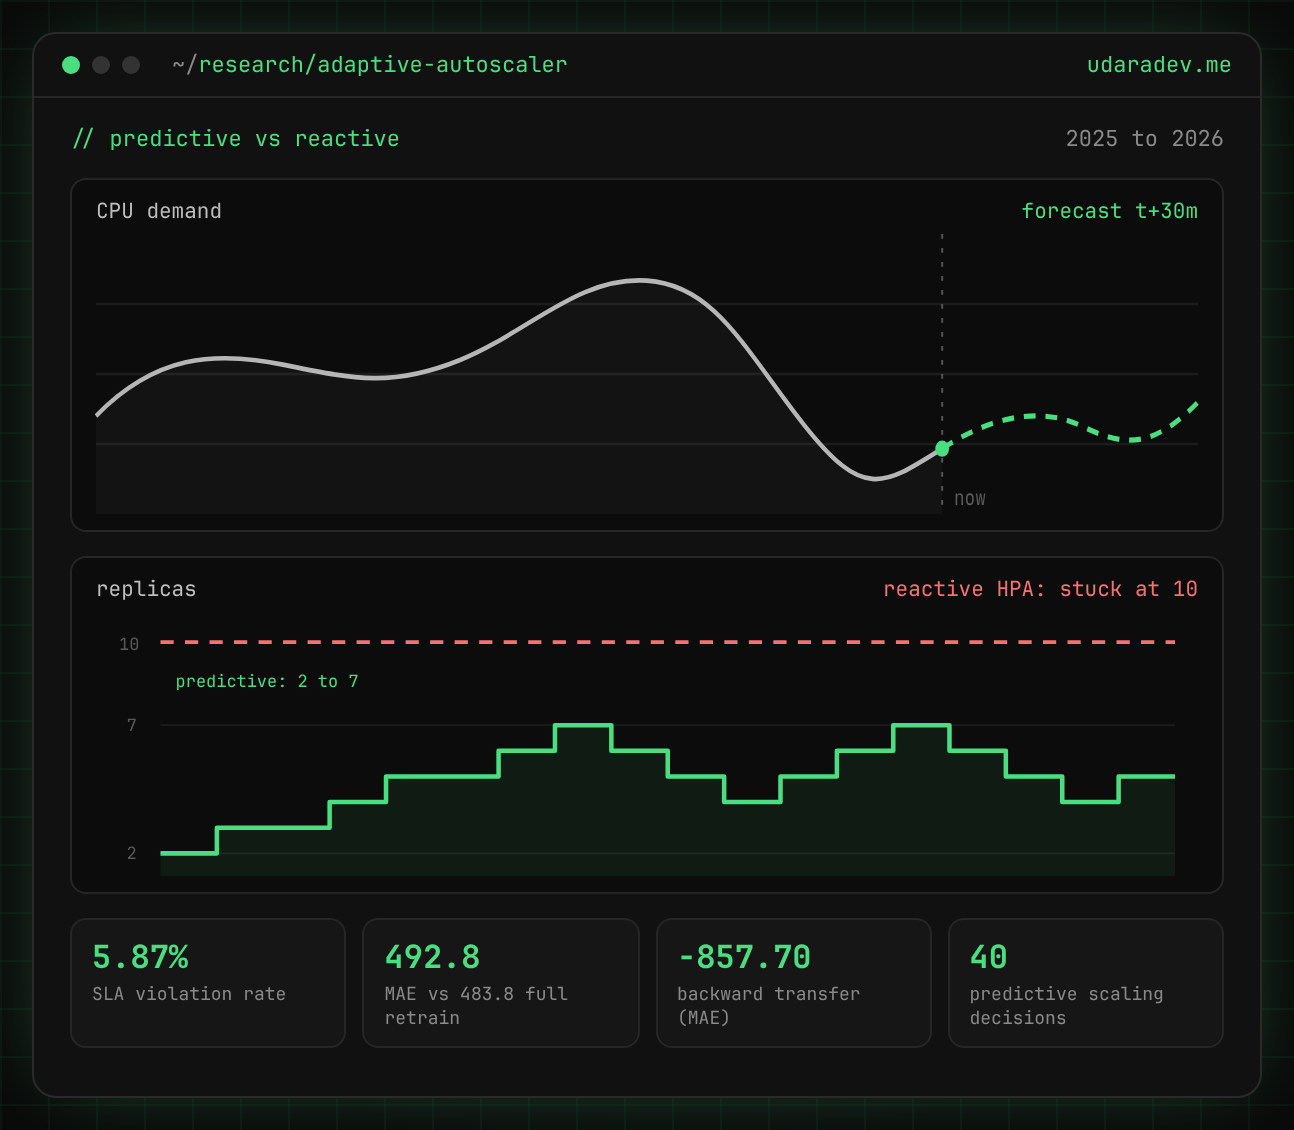 ~/research/adaptive-autoscaler
udaradev.me
// predictive vs reactive
2025 to 2026
CPU demand
forecast t+30m
now
replicas
reactive HPA: stuck at 10
10
predictive: 2 to 7
7
2
5.87%
SLA violation rate
492.8
MAE vs 483.8 full
retrain
-857.70
backward transfer
(MAE)
40
predictive scaling
decisions